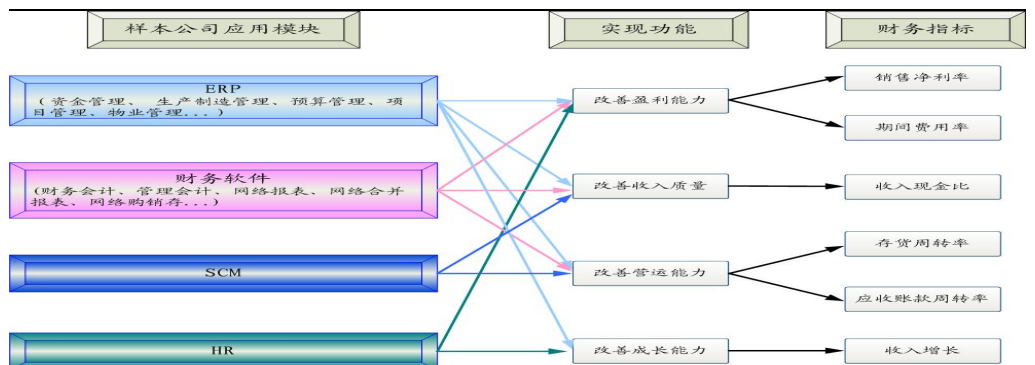 样本公司应用模块
实现功能
财务指标
ERP
(资金管理、 生产制造管理、预算管理、项
目管理、物业管理...)
财务软件
(财务会计、管理会计、网络报表、网络合并
报表、网络购销存...)
SCM
HR
改善盈利能力
改善收入质量
改善营运能力
改善成长能力
销售净利率
期间费用率
收入现金比
存货周转率
应收账款周转率
收入增长